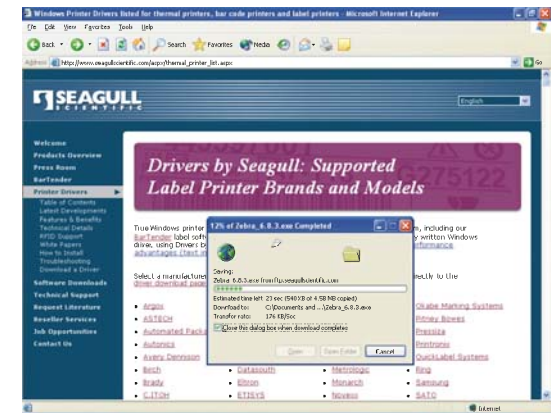 Windows Printer Drivers listed for thermal printers, bar code printers and label printers - Microsoft Internet Explorer
File Edit View Favorites Tools Help
Back Search Favorites Media
Address http://www.seagullscientific.com/aspx/thermal_printer_list.aspx Go
SEAGULL
SCIENTIFIC
English
Welcome
Products Overview
Press Room
BarTender
Printer Drivers
Table of Contents
Latest Developments
Features & Benefits
Technical Details
RFID Support
White Papers
How to Install
Troubleshooting
Download a Driver
Software Downloads
Technical Support
Request Literature
Reseller Services
Job Opportunities
Contact Us
Drivers by Seagull: Supported
Label Printer Brands and Models
True Windows printer
, including our
BarTender label soft
y written Windows
driver, using Drivers b
performance
advantages (text in
Select a manufacturer
rectly to the
driver download page
12% of Zebra_6.8.3.exe Completed
Saving:
Zebra_6.8.3.exe from ftp.seagullscientific.com
Estimated time left 23 sec (540 KB of 4.58 MB copied)
Download to: C:\Documents and ...\Zebra_6.8.3.exe
Transfer rate: 176 KB/Sec
Close this dialog box when download completes
Open Open Folder Cancel
Argox
ASTECH
Automated Packa
Autonics
Avery Dennison
Birch
Brady
C.ITOH
Datasouth
Eltron
ETISYS
Metrologic
Monarch
Novexx
Okabe Marking Systems
Pitney Bowes
Pressiza
Printronix
QuickLabel Systems
Ring
Samsung
SATO
Internet